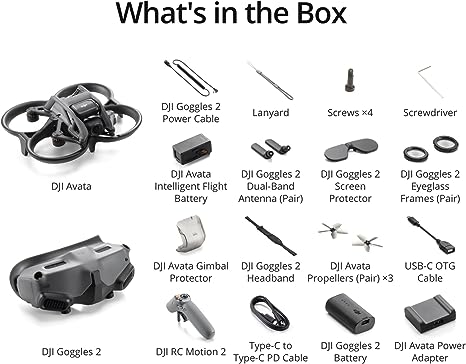 What's in the Box
DJI Avata
DJI Goggles 2
Power Cable
Lanyard
Screws ×4
Screwdriver
DJI Avata
Intelligent Flight
Battery
DJI Goggles 2
Dual-Band
Antenna (Pair)
DJI Goggles 2
Screen
Protector
DJI Goggles 2
Eyeglass
Frames (Pair)
DJI Goggles 2
DJI Avata Gimbal
Protector
DJI Goggles 2
Headband
DJI Avata
Propellers (Pair) ×3
USB-C OTG
Cable
DJI RC Motion 2
Type-C to
Type-C PD Cable
DJI Goggles 2
Battery
DJI Avata Power
Adapter